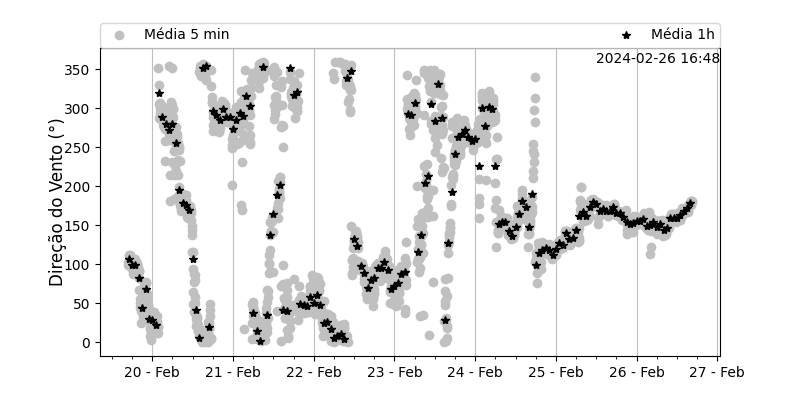 Média 5 min
Média 1h
2024-02-26 16:48
Direção do Vento (°)
350
300
250
200
150
100
50
0
20 - Feb
21 - Feb
22 - Feb
23 - Feb
24 - Feb
25 - Feb
26 - Feb
27 - Feb